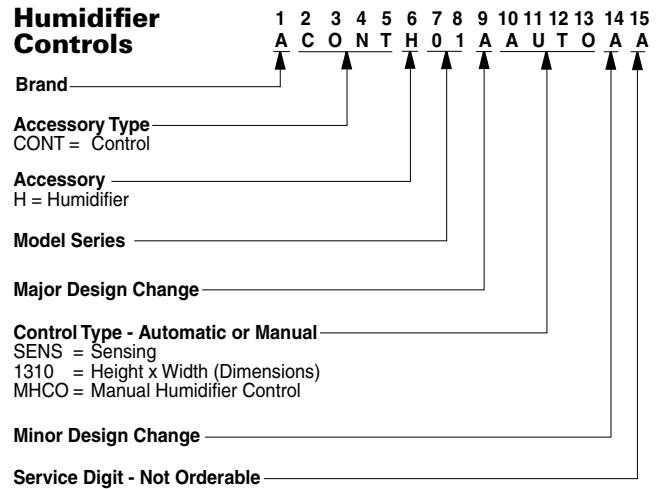 Humidifier
Controls
1 2 3 4 5 6 7 8 9 10 11 12 13 14 15
A C O N T H 0 1 A A U T O A A
Brand
Accessory Type
CONT = Control
Accessory
H = Humidifier
Model Series
Major Design Change
Control Type - Automatic or Manual
SENS = Sensing
1310 = Height x Width (Dimensions)
MHCO = Manual Humidifier Control
Minor Design Change
Service Digit - Not Orderable